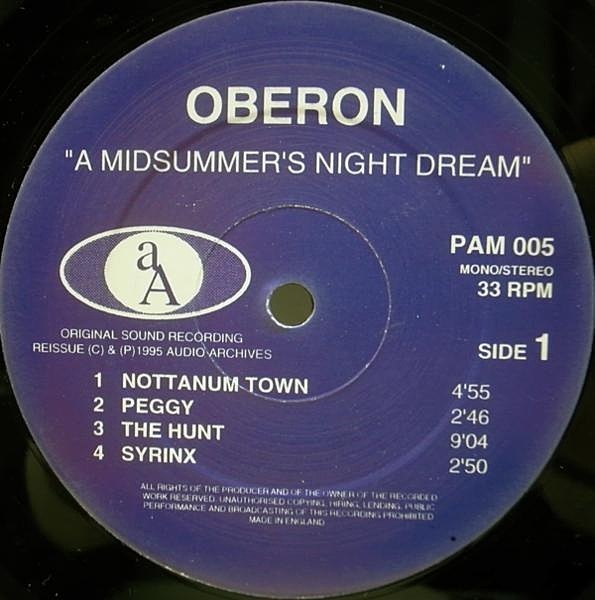 OBERON
"A MIDSUMMER'S NIGHT DREAM"
aA
PAM 005
MONO/STEREO
33 RPM
ORIGINAL SOUND RECORDING
REISSUE (C) & (P)1995 AUDIO ARCHIVES
SIDE 1
1 NOTTANUM TOWN 4'55
2 PEGGY 2'46
3 THE HUNT 9'04
4 SYRINX 2'50
ALL RIGHTS OF THE PRODUCER AND OF THE OWNER OF THE RECORDED
WORK RESERVED. UNAUTHORISED COPYING, HIRING, LENDING, PUBLIC
PERFORMANCE AND BROADCASTING OF THIS RECORDING PROHIBITED
MADE IN ENGLAND